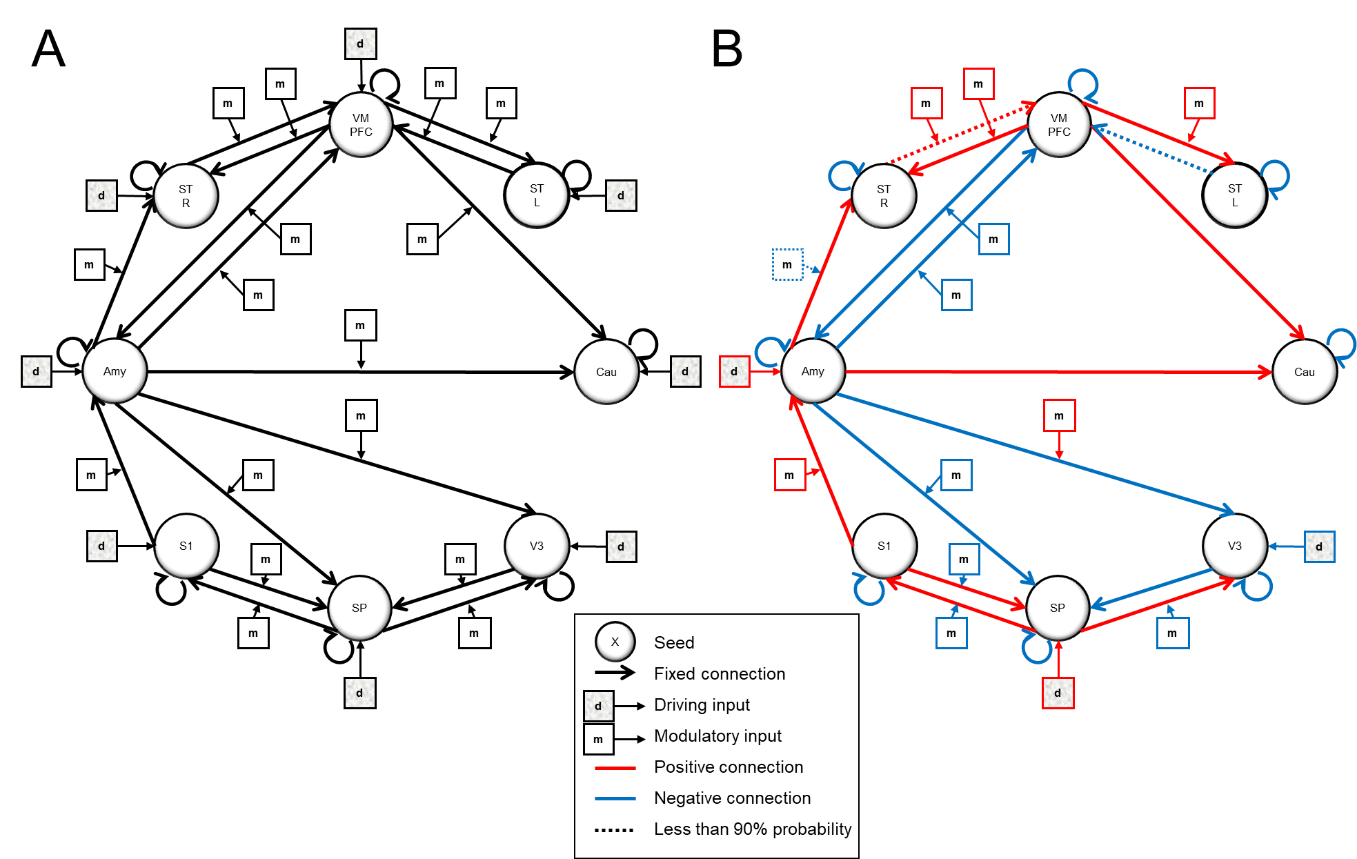 A
B
d
d
m
m
m
m
VM
PFC
ST
R
ST
L
d
d
m
m
m
m
m
Amy
Cau
d
d
m
m
m
S1
V3
d
d
m
m
SP
m
m
d
m
m
m
VM
PFC
ST
R
ST
L
m
m
m
d
Amy
Cau
m
m
m
S1
V3
d
m
SP
m
m
d
X
Seed
Fixed connection
d
Driving input
m
Modulatory input
Positive connection
Negative connection
Less than 90% probability